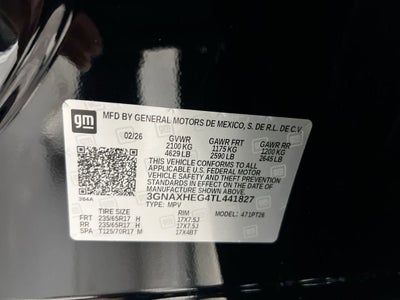 gm
MFD BY GENERAL MOTORS DE MEXICO, S. DE R.L. DE C.V.
02/26 GVWR GAWR FRT GAWR RR
2100 KG 1175 KG 1200 KG
4629 LB 2590 LB 2645 LB
THIS VEHICLE CONFORMS TO ALL
APPLICABLE U.S. FEDERAL MOTOR
VEHICLE SAFETY AND THEFT PREVENTION
STANDARDS IN EFFECT ON THE DATE OF
MANUFACTURE SHOWN ABOVE.
3GNAXHEG4TL441827
TYPE: MPV 471PT26
TIRE SIZE RIM
FRT 235/65R17 H 17X7.5J
RR 235/65R17 H 17X7.5J
SPA T125/70R17 M 17X4BT